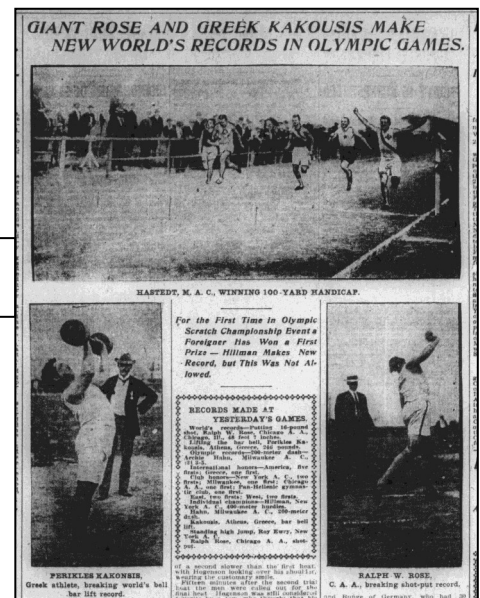 GIANT ROSE AND GREEK KAKOUSIS MAKE
NEW WORLD'S RECORDS IN OLYMPIC GAMES.
HASTEDT, M. A. C., WINNING 100-YARD HANDICAP.
For the First Time in Olympic
Scratch Championship Event a
Foreigner Has Won a First
Prize — Hillman Makes New
Record, but This Was Not Al-
lowed.
RECORDS MADE AT
YESTERDAY'S GAMES.
World's records—Putting 16-pound
shot, Ralph W. Rose, Chicago A. A.,
Chicago, Ill., 48 feet 7 inches.
Lifting the bar bell, Perikles Ka-
kousis, Athens, Greece, 246 pounds.
Olympic records—200-meter dash—
Archie Hahn, Milwaukee A. C.,
:21 3-5.
International honors—America, five
firsts; Greece, one first.
Club honors—New York A. C., two
firsts; Milwaukee, one first; Chicago
A. A., one first; Pan-Hellenic gymnas-
tic club, one first.
East, two firsts; West, two firsts.
Individual champions—Hillman, New
York A. C., 400-meter hurdles.
Hahn, Milwaukee A. C., 200-meter
dash.
Kakousis, Athens, Greece, bar bell
lift.
Standing high jump, Ray Ewry, New
York A. C.
Ralph Rose, Chicago A. A., shot-
put.
PERIKLES KAKONSIS,
Greek athlete, breaking world's bell
bar lift record.
of a second slower than the first heat,
with Hogenson looking over his shoulder,
wearing the customary smile.
Fifteen minutes after the second trial
heat the men were called out for the
final heat. Hogenson was still considered
RALPH W. ROSE,
C. A. A., breaking shot-put record.
and Runge of Germany, who had 20